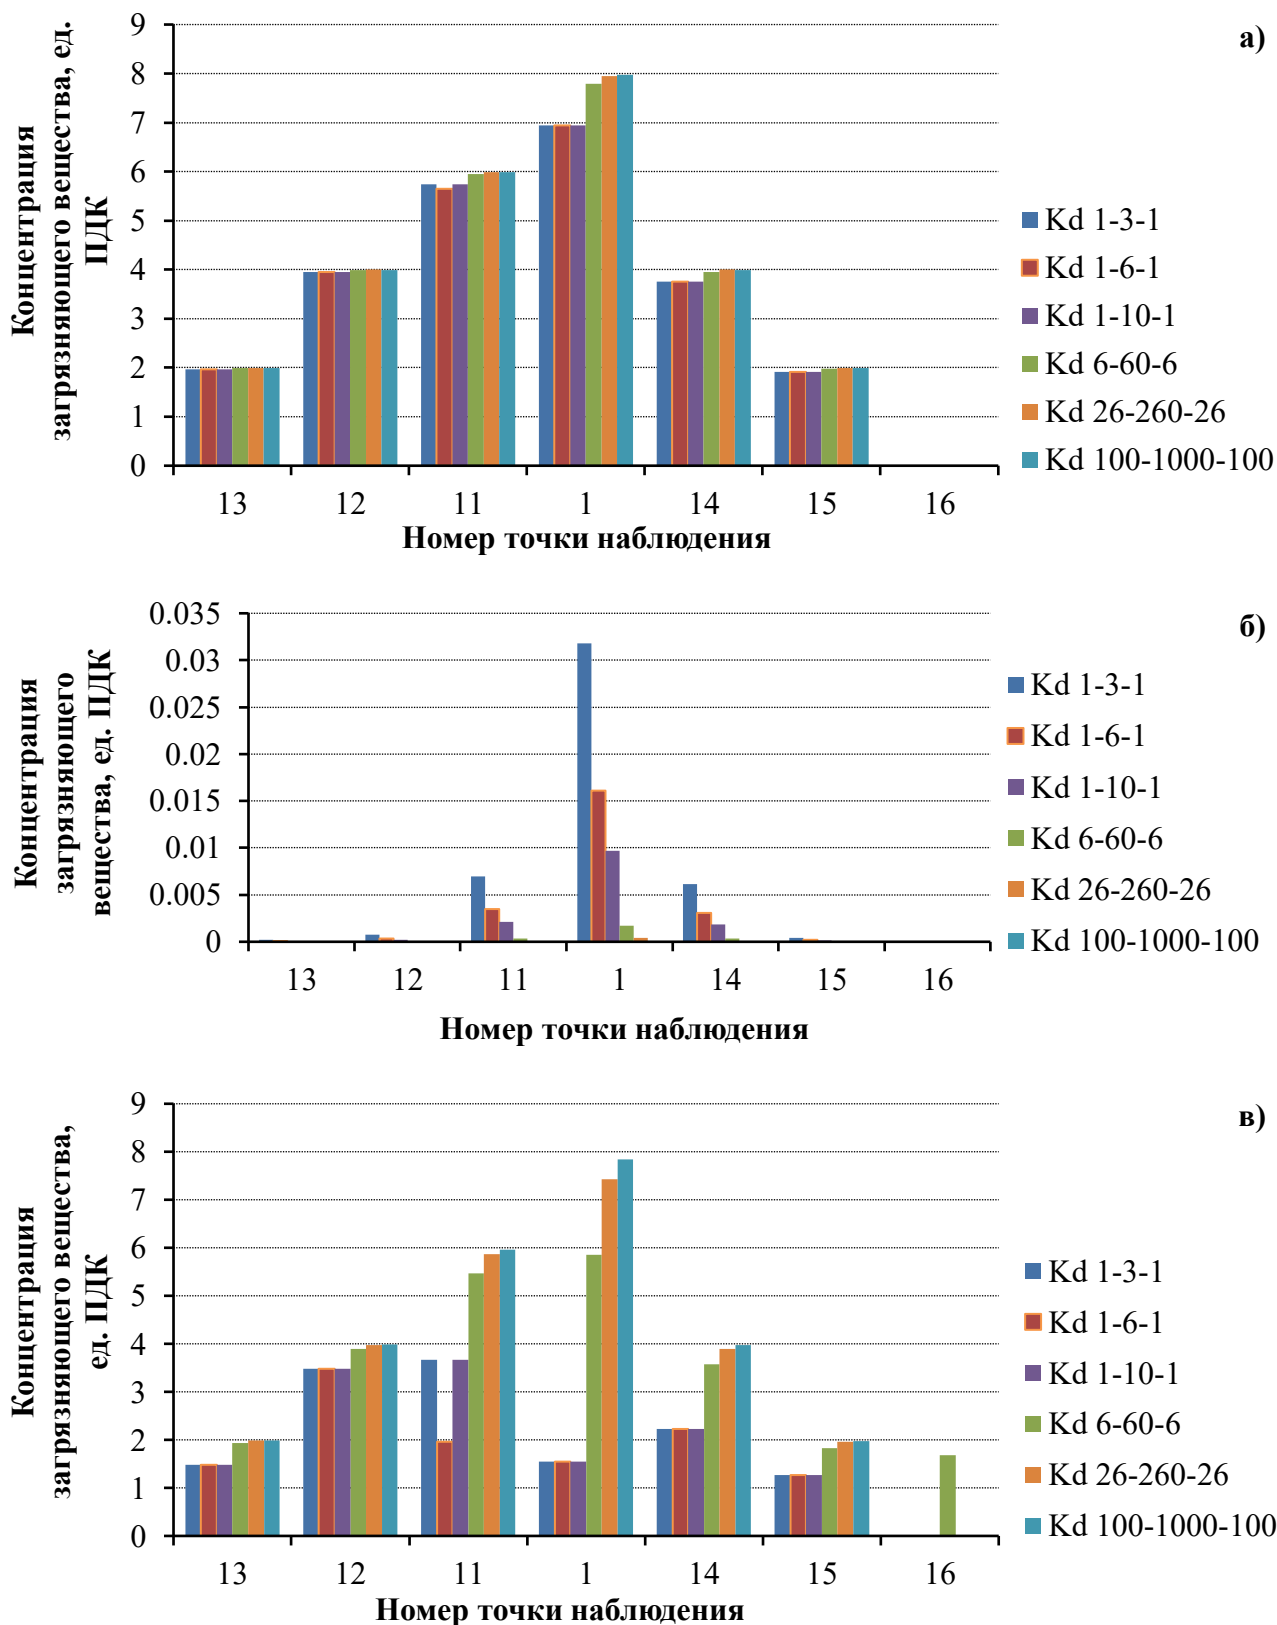 а)
Концентрация
загрязняющего вещества, ед.
ПДК
9
8
7
6
5
4
3
2
1
0
13 12 11 1 14 15 16
Номер точки наблюдения
Kd 1-3-1
Kd 1-6-1
Kd 1-10-1
Kd 6-60-6
Kd 26-260-26
Kd 100-1000-100
б)
Концентрация
загрязняющего
вещества, ед. ПДК
0.035
0.03
0.025
0.02
0.015
0.01
0.005
0
13 12 11 1 14 15 16
Номер точки наблюдения
Kd 1-3-1
Kd 1-6-1
Kd 1-10-1
Kd 6-60-6
Kd 26-260-26
Kd 100-1000-100
в)
Концентрация
загрязняющего вещества,
ед. ПДК
9
8
7
6
5
4
3
2
1
0
13 12 11 1 14 15 16
Номер точки наблюдения
Kd 1-3-1
Kd 1-6-1
Kd 1-10-1
Kd 6-60-6
Kd 26-260-26
Kd 100-1000-100